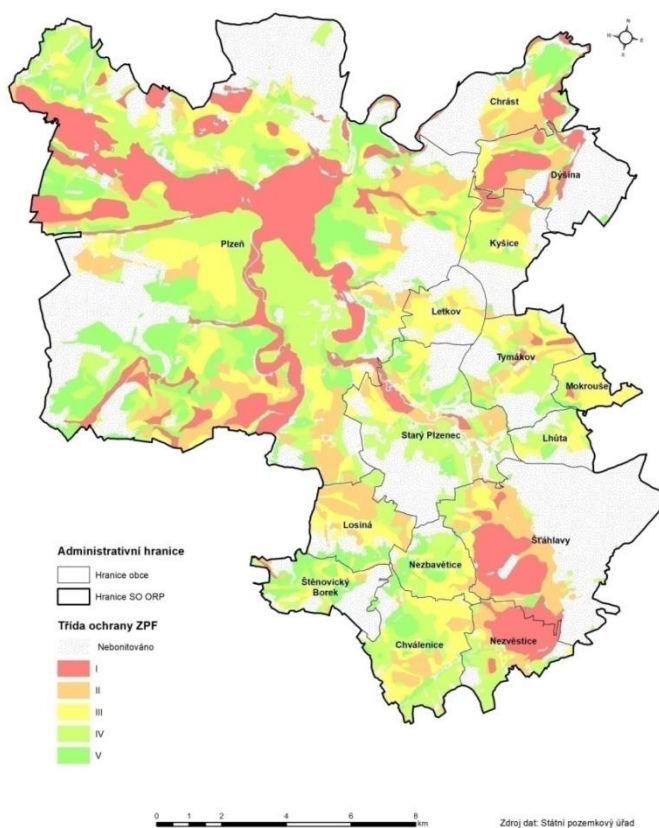 N
E
S
Chrást
Dýšina
Plzeň
Kyšice
Letkov
Tymákov
Mokrouše
Starý Plzenec
Lhůta
Losiná
Šťáhlavy
Nezbavětice
Štěnovický
Borek
Chválenice
Nezvěstice
Administrativní hranice
Hranice obce
Hranice SO ORP
Třída ochrany ZPF
Nebonitováno
I
II
III
IV
V
0 1 2 4 6 8
km
Zdroj dat: Státní pozemkový úřad